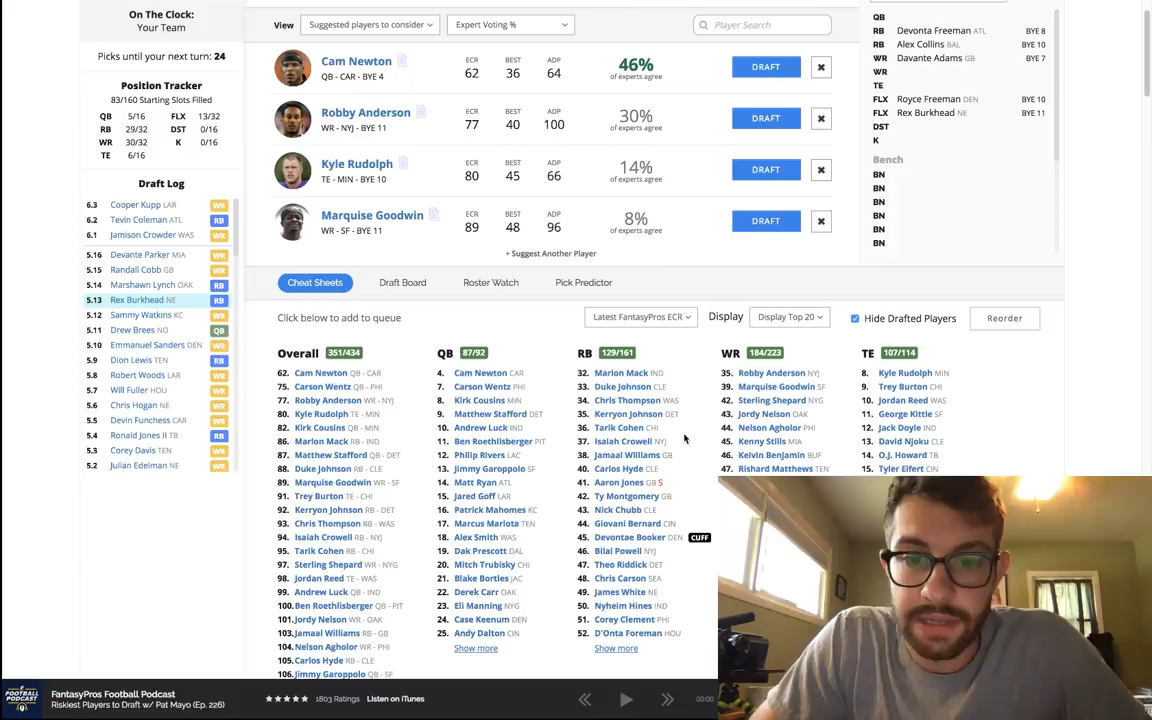 On The Clock:
Your Team
Picks until your next turn: 24
Position Tracker
83/160 Starting Slots Filled
QB 5/16 FLX 13/32
RB 29/32 DST 0/16
WR 30/32 K 0/16
TE 6/16
Draft Log
6.3 Cooper Kupp LAR WR
6.2 Tevin Coleman ATL RB
6.1 Jamison Crowder WAS WR
5.16 Devante Parker MIA WR
5.15 Randall Cobb GB WR
5.14 Marshawn Lynch OAK RB
5.13 Rex Burkhead NE RB
5.12 Sammy Watkins KC WR
5.11 Drew Brees NO QB
5.10 Emmanuel Sanders DEN WR
5.9 Dion Lewis TEN RB
5.8 Robert Woods LAR WR
5.7 Will Fuller HOU WR
5.6 Chris Hogan NE WR
5.5 Devin Funchess CAR WR
5.4 Ronald Jones II TB RB
5.3 Corey Davis TEN WR
5.2 Julian Edelman NE WR
View Suggested players to consider Expert Voting % Player Search
Cam Newton ECR BEST ADP 46%
QB - CAR - BYE 4 62 36 64 of experts agree DRAFT ✖
Robby Anderson ECR BEST ADP 30%
WR - NYJ - BYE 11 77 40 100 of experts agree DRAFT ✖
Kyle Rudolph ECR BEST ADP 14%
TE - MIN - BYE 10 80 45 66 of experts agree DRAFT ✖
Marquise Goodwin ECR BEST ADP 8%
WR - SF - BYE 11 89 48 96 of experts agree DRAFT ✖
+ Suggest Another Player
QB
RB Devonta Freeman ATL BYE 8
RB Alex Collins BAL BYE 10
WR Davante Adams GB BYE 7
WR
TE
FLX Royce Freeman DEN BYE 10
FLX Rex Burkhead NE BYE 11
DST
K
Bench
BN
BN
BN
BN
BN
BN
Cheat Sheets Draft Board Roster Watch Pick Predictor
Click below to add to queue Latest FantasyPros ECR Display Display Top 20 Hide Drafted Players Reorder
Overall 351/434
62. Cam Newton QB - CAR
75. Carson Wentz QB - PHI
77. Robby Anderson WR - NYJ
80. Kyle Rudolph TE - MIN
82. Kirk Cousins QB - MIN
86. Marlon Mack RB - IND
87. Matthew Stafford QB - DET
88. Duke Johnson RB - CLE
89. Marquise Goodwin WR - SF
91. Trey Burton TE - CHI
92. Kerryon Johnson RB - DET
93. Chris Thompson RB - WAS
94. Isaiah Crowell RB - NYJ
95. Tarik Cohen RB - CHI
97. Sterling Shepard WR - NYG
98. Jordan Reed TE - WAS
99. Andrew Luck QB - IND
100. Ben Roethlisberger QB - PIT
101. Jordy Nelson WR - OAK
103. Jamaal Williams RB - GB
104. Nelson Agholor WR - PHI
105. Carlos Hyde RB - CLE
106. Jimmy Garoppolo QB - SF
QB 87/92
4. Cam Newton CAR
7. Carson Wentz PHI
8. Kirk Cousins MIN
9. Matthew Stafford DET
10. Andrew Luck IND
11. Ben Roethlisberger PIT
12. Philip Rivers LAC
13. Jimmy Garoppolo SF
14. Matt Ryan ATL
15. Jared Goff LAR
16. Patrick Mahomes KC
17. Marcus Mariota TEN
18. Alex Smith WAS
19. Dak Prescott DAL
20. Mitch Trubisky CHI
21. Blake Bortles JAC
22. Derek Carr OAK
23. Eli Manning NYG
24. Case Keenum DEN
25. Andy Dalton CIN
Show more
RB 129/161
32. Marlon Mack IND
33. Duke Johnson CLE
34. Chris Thompson WAS
35. Kerryon Johnson DET
36. Tarik Cohen CHI
37. Isaiah Crowell NYJ
38. Jamaal Williams GB
40. Carlos Hyde CLE
41. Aaron Jones GB S
42. Ty Montgomery GB
43. Nick Chubb CLE
44. Giovani Bernard CIN
45. Devontae Booker DEN CUFF
46. Bilal Powell NYJ
47. Theo Riddick DET
48. Chris Carson SEA
49. James White NE
50. Nyheim Hines IND
51. Corey Clement PHI
52. D'Onta Foreman HOU
Show more
WR 184/223
35. Robby Anderson NYJ
39. Marquise Goodwin SF
42. Sterling Shepard NYG
43. Jordy Nelson OAK
44. Nelson Agholor PHI
45. Kenny Stills MIA
46. Kelvin Benjamin BUF
47. Richard Matthews TEN
TE 107/114
8. Kyle Rudolph MIN
9. Trey Burton CHI
10. Jordan Reed WAS
11. George Kittle SF
12. Jack Doyle IND
13. David Njoku CLE
14. O.J. Howard TB
15. Tyler Eifert CIN
FOOTBALL
PODCAST
FantasyPros Football Podcast
Riskiest Players to Draft w/ Pat Mayo (Ep. 226)
★★★★★ 1803 Ratings Listen on iTunes 00:00